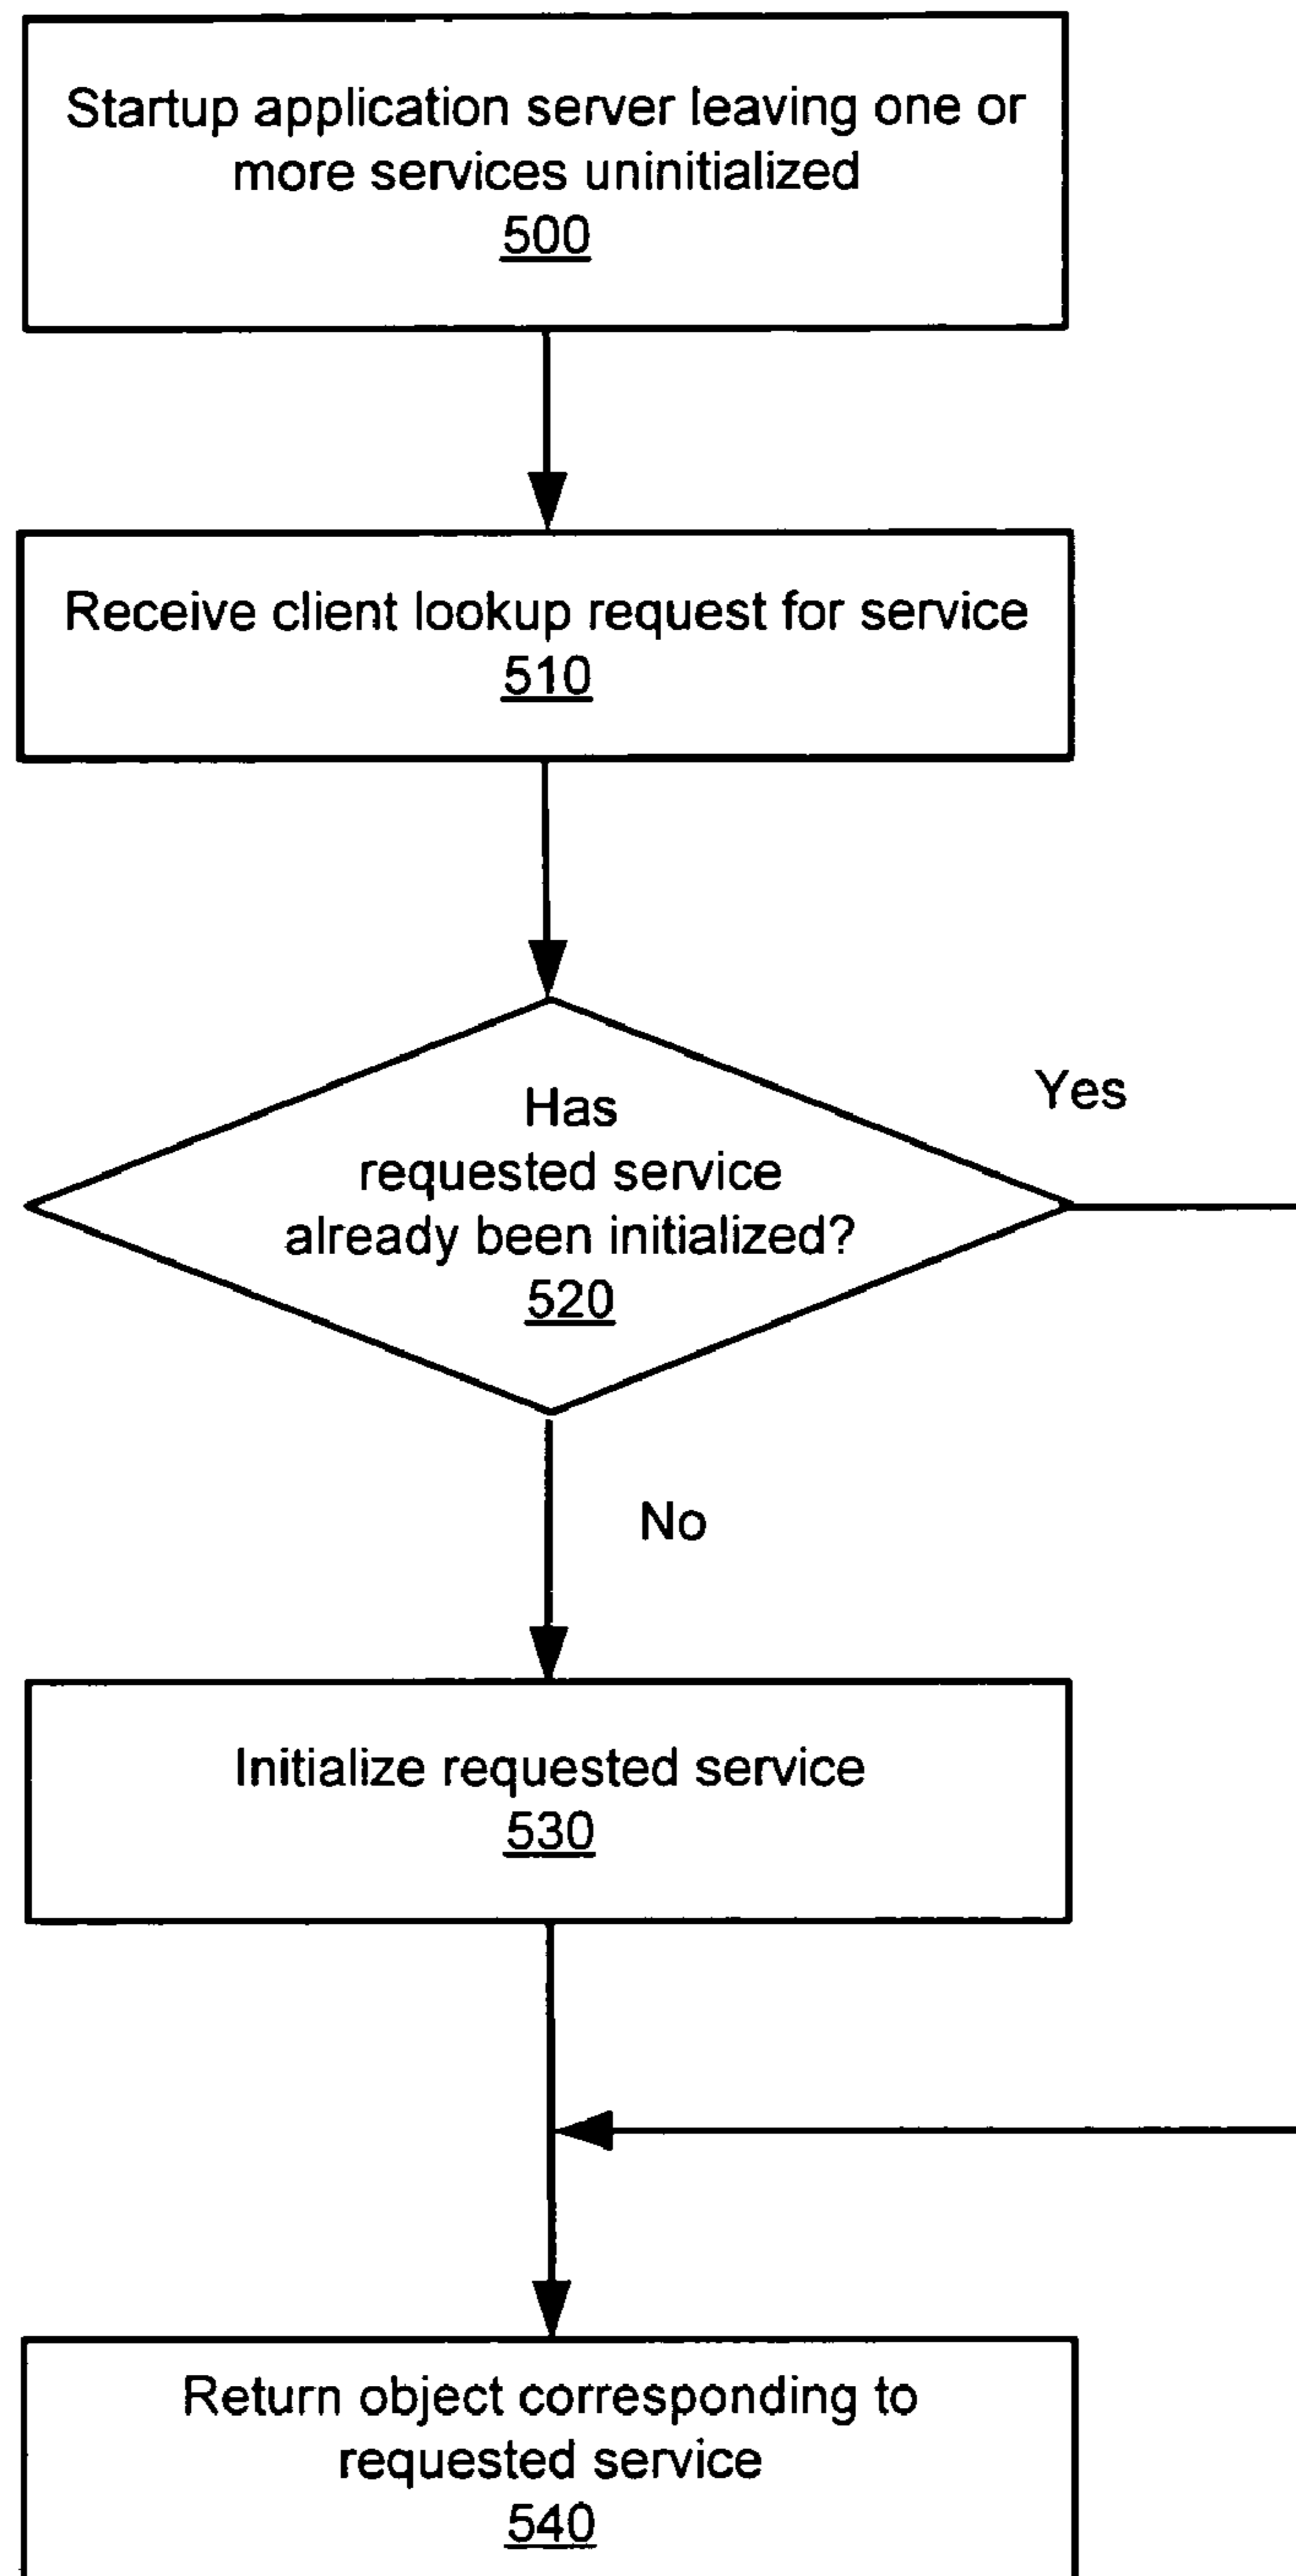 Startup application server leaving one or
more services uninitialized
500
Receive client lookup request for service
510
Has
requested service
already been initialized?
520
Yes
No
Initialize requested service
530
Return object corresponding to
requested service
540